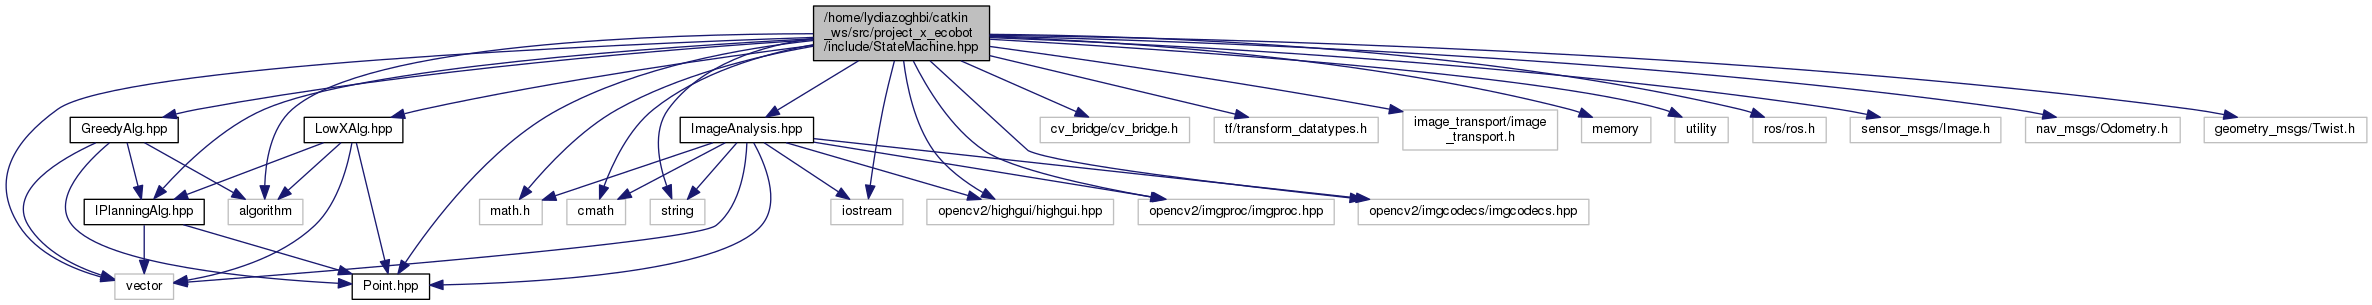 /home/lydiazoghbi/catkin
_ws/src/project_x_ecobot
/include/StateMachine.hpp
GreedyAlg.hpp
LowXAlg.hpp
ImageAnalysis.hpp
cv_bridge/cv_bridge.h
tf/transform_datatypes.h
image_transport/image
_transport.h
memory
utility
ros/ros.h
sensor_msgs/Image.h
nav_msgs/Odometry.h
geometry_msgs/Twist.h
IPlanningAlg.hpp
algorithm
math.h
cmath
string
iostream
opencv2/highgui/highgui.hpp
opencv2/imgproc/imgproc.hpp
opencv2/imgcodecs/imgcodecs.hpp
vector
Point.hpp